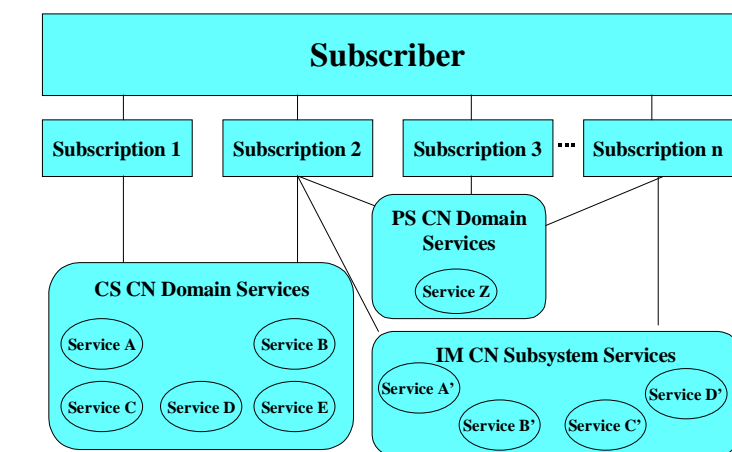 Subscriber
Subscription 1
Subscription 2
Subscription 3
...
Subscription n
PS CN Domain
Services
Service Z
CS CN Domain Services
Service A
Service B
Service C
Service D
Service E
IM CN Subsystem Services
Service A’
Service B’
Service C’
Service D’